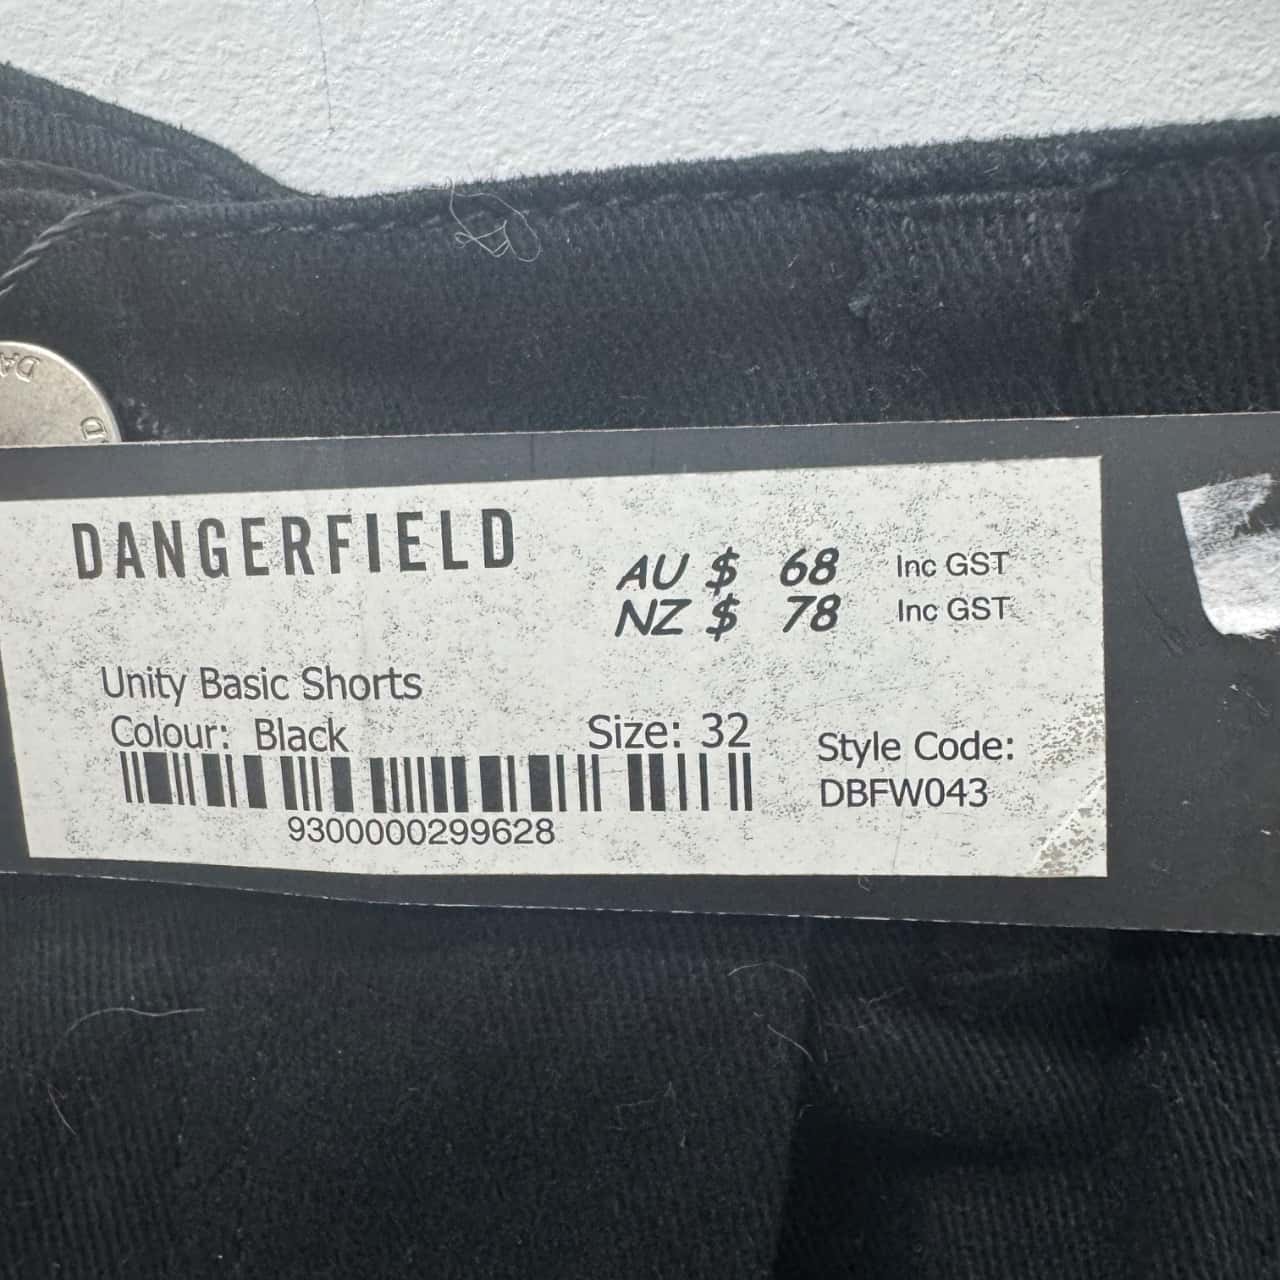 DANGERFIELD
AU $ 68 Inc GST
NZ $ 78 Inc GST
Unity Basic Shorts
Colour: Black Size: 32
Style Code:
DBFW043
9300000299628